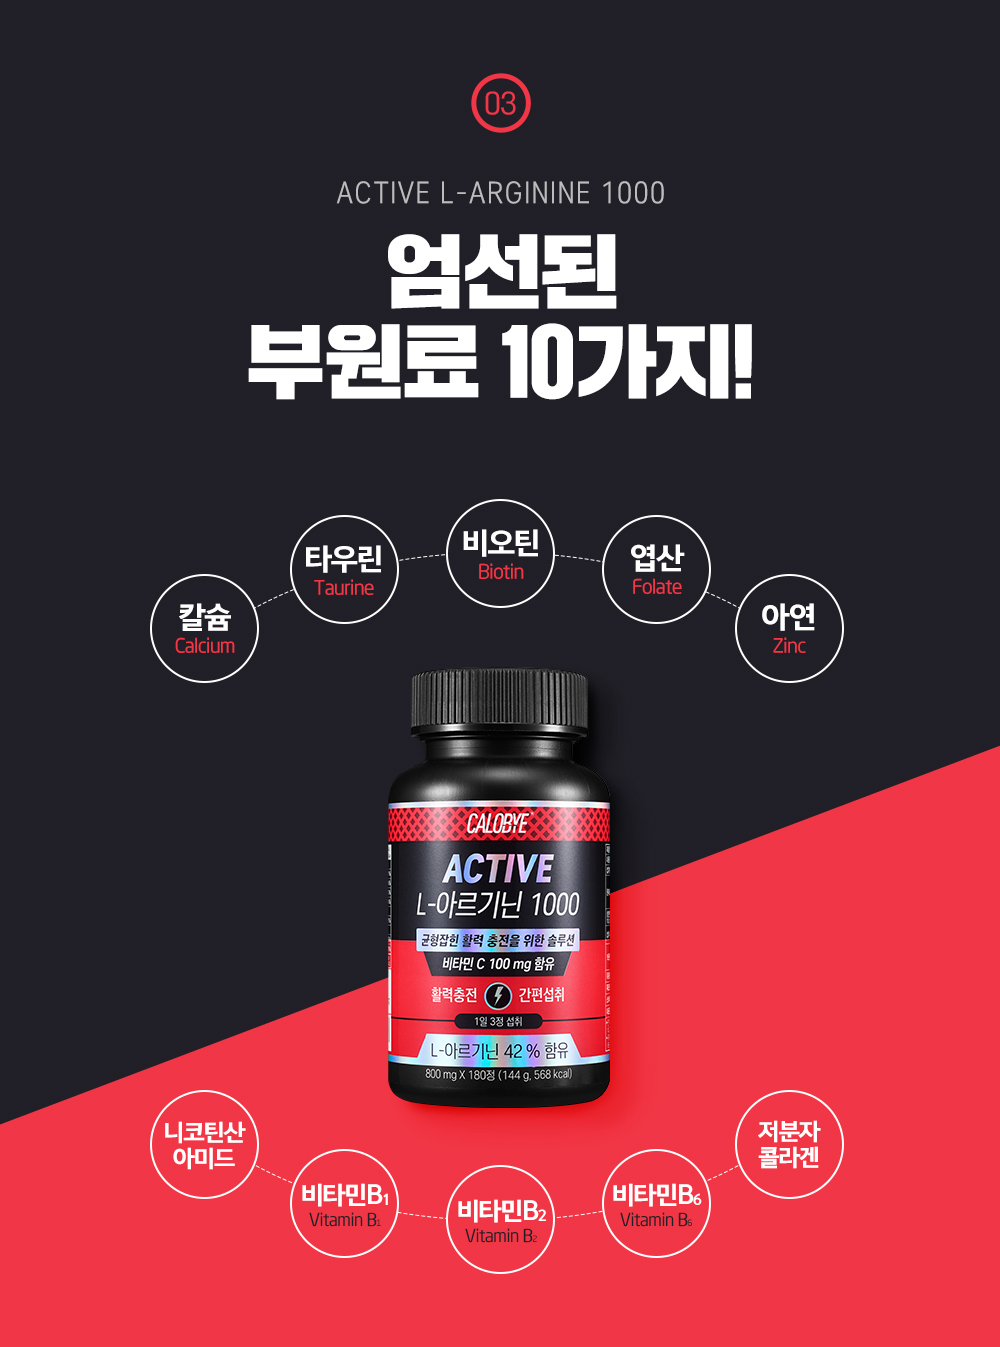 03
ACTIVE L-ARGININE 1000
엄선된
부원료 10가지!
칼슘
Calcium
타우린
Taurine
비오틴
Biotin
엽산
Folate
아연
Zinc
CALOBYE
ACTIVE
L-아르기닌 1000
균형잡힌 활력 충전을 위한 솔루션
비타민 C 100 mg 함유
활력충전 간편섭취
1일 3정 섭취
L-아르기닌 42 % 함유
800 mg X 180정 (144 g, 568 kcal)
니코틴산
아미드
비타민B₁
Vitamin B₁
비타민B₂
Vitamin B₂
비타민B₆
Vitamin B₆
저분자
콜라겐